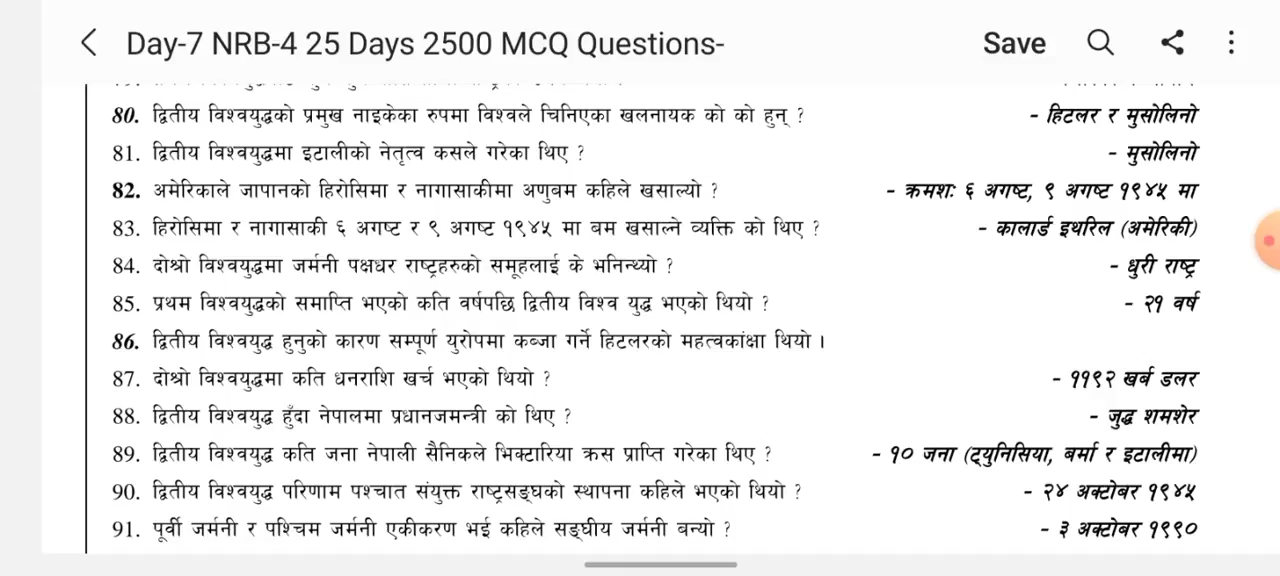 Day-7 NRB-4 25 Days 2500 MCQ Questions- Save
80. द्वितीय विश्वयुद्धको प्रमुख नाइकेका रुपमा विश्वले चिनिएका खलनायक को को हुन् ? - हिटलर र मुसोलिनो
81. द्वितीय विश्वयुद्धमा इटालीको नेतृत्व कसले गरेका थिए ? - मुसोलिनो
82. अमेरिकाले जापानको हिरोसिमा र नागासाकीमा अणुबम कहिले खसाल्यो ? - क्रमशः ६ अगष्ट, ९ अगष्ट १९४५ मा
83. हिरोसिमा र नागासाकी ६ अगष्ट र ९ अगष्ट १९४५ मा बम खसाल्ने व्यक्ति को थिए ? - कालार्ड इथरिल (अमेरिकी)
84. दोश्रो विश्वयुद्धमा जर्मनी पक्षधर राष्ट्रहरुको समूहलाई के भनिन्थ्यो ? - धुरी राष्ट्र
85. प्रथम विश्वयुद्धको समाप्ति भएको कति वर्षपछि द्वितीय विश्व युद्ध भएको थियो ? - २१ वर्ष
86. द्वितीय विश्वयुद्ध हुनुको कारण सम्पूर्ण युरोपमा कब्जा गर्ने हिटलरको महत्वकांक्षा थियो ।
87. दोश्रो विश्वयुद्धमा कति धनराशि खर्च भएको थियो ? - ११९२ खर्ब डलर
88. द्वितीय विश्वयुद्ध हुँदा नेपालमा प्रधानजमन्त्री को थिए ? - जुद्ध शमशेर
89. द्वितीय विश्वयुद्ध कति जना नेपाली सैनिकले भिक्टारिया क्रस प्राप्ति गरेका थिए ? - १० जना (ट्युनिसिया, बर्मा र इटालीमा)
90. द्वितीय विश्वयुद्ध परिणाम पश्चात संयुक्त राष्ट्रसङ्घको स्थापना कहिले भएको थियो ? - २४ अक्टोबर १९४५
91. पूर्वी जर्मनी र पश्चिम जर्मनी एकीकरण भई कहिले सङ्घीय जर्मनी बन्यो ? - ३ अक्टोबर १९९०